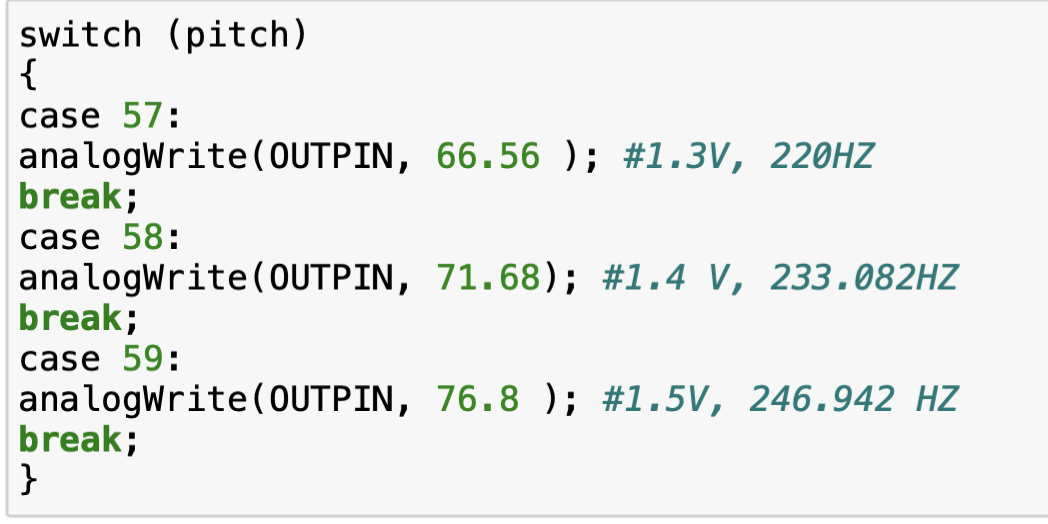 switch (pitch)
{
case 57:
analogWrite(OUTPIN, 66.56 ); #1.3V, 220HZ
break;
case 58:
analogWrite(OUTPIN, 71.68); #1.4 V, 233.082HZ
break;
case 59:
analogWrite(OUTPIN, 76.8 ); #1.5V, 246.942 HZ
break;
}